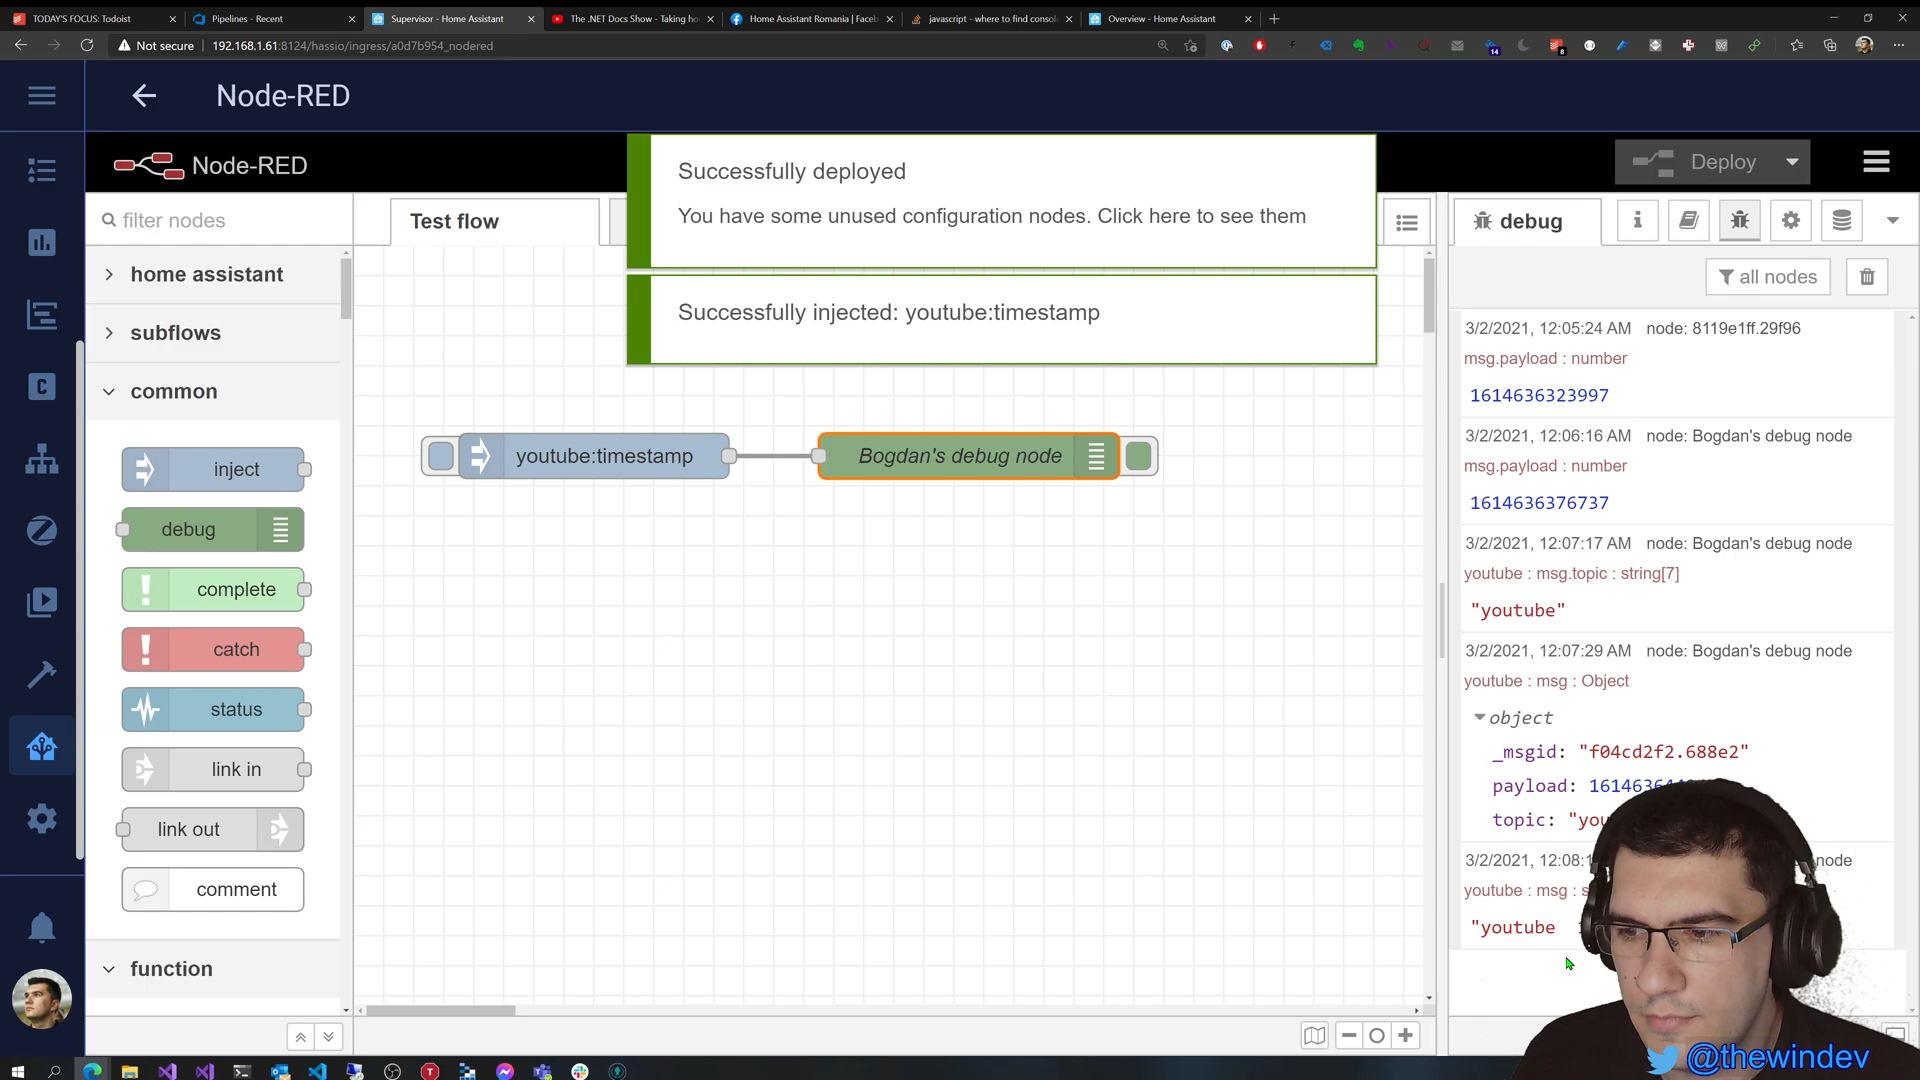 TODAY'S FOCUS: Todoist
Pipelines - Recent
Supervisor - Home Assistant
The .NET Docs Show - Taking ho
Home Assistant Romania | Faceb
javascript - where to find consol
Overview - Home Assistant
Not secure
192.168.1.61:8124/hassio/ingress/a0d7b954_nodered
14
8
Node-RED
Node-RED
Successfully deployed
You have some unused configuration nodes. Click here to see them
Successfully injected: youtube:timestamp
Deploy
filter nodes
Test flow
debug
all nodes
home assistant
subflows
common
inject
debug
complete
catch
status
link in
link out
comment
function
youtube:timestamp
Bogdan's debug node
3/2/2021, 12:05:24 AM node: 8119e1ff.29f96
msg.payload : number
1614636323997
3/2/2021, 12:06:16 AM node: Bogdan's debug node
msg.payload : number
1614636376737
3/2/2021, 12:07:17 AM node: Bogdan's debug node
youtube : msg.topic : string[7]
"youtube"
3/2/2021, 12:07:29 AM node: Bogdan's debug node
youtube : msg : Object
object
_msgid: "f04cd2f2.688e2"
payload:
topic:
3/2/2021, node
youtube : msg :
"youtube
@thewindev